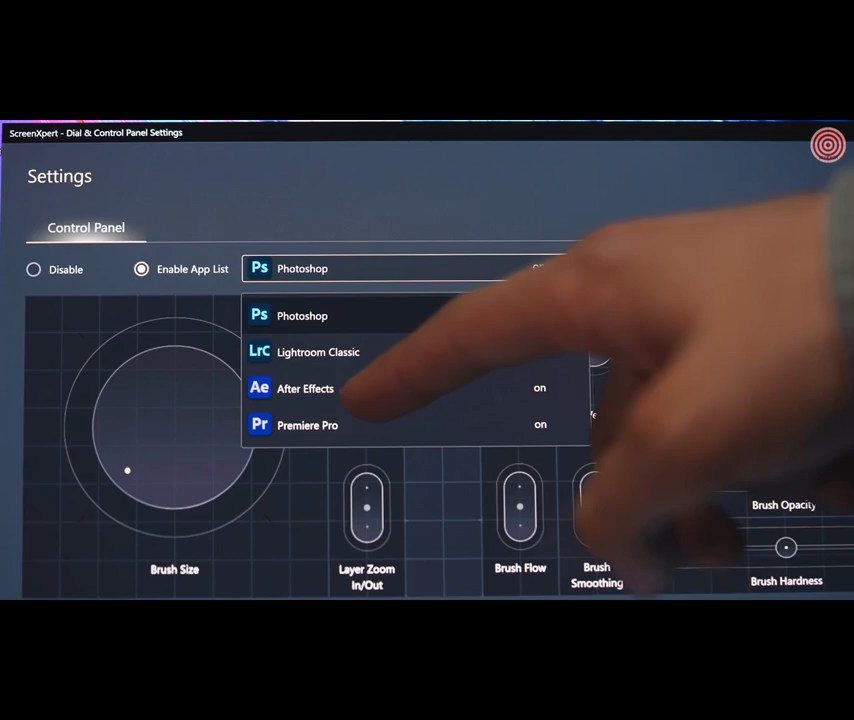 ScreenXpert - Dial & Control Panel Settings
Settings
Control Panel
Disable
Enable App List
Ps Photoshop
Ps Photoshop
LrC Lightroom Classic
Ae After Effects on
Pr Premiere Pro on
Brush Size
Layer Zoom
In/Out
Brush Flow
Brush
Smoothing
Brush Opacity
Brush Hardness